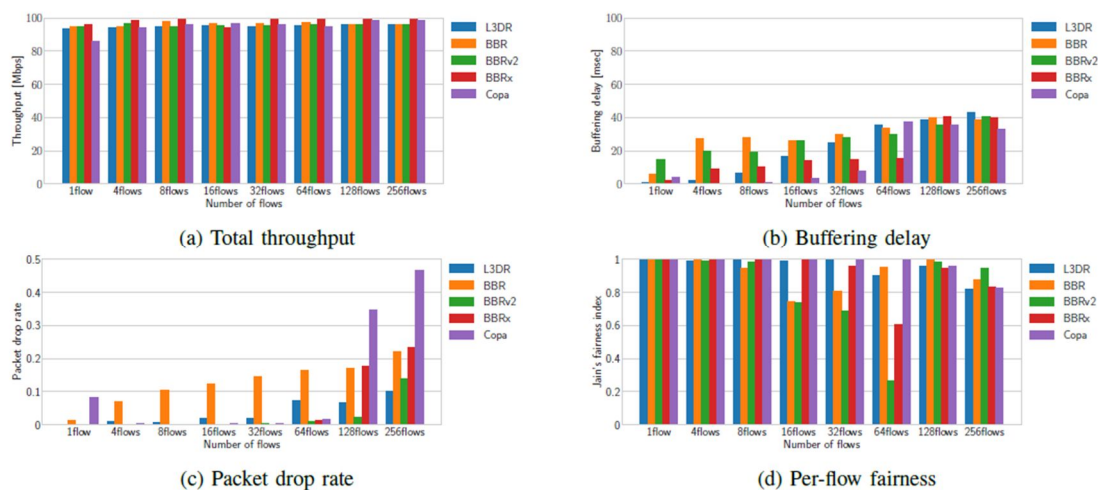 100
80
60
40
20
0
Throughput [Mbps]
1flow 4flows 8flows 16flows 32flows 64flows 128flows 256flows
Number of flows
L3DR
BBR
BBRv2
BBRx
Copa
(a) Total throughput
100
80
60
40
20
0
Buffering delay [msec]
1flow 4flows 8flows 16flows 32flows 64flows 128flows 256flows
Number of flows
L3DR
BBR
BBRv2
BBRx
Copa
(b) Buffering delay
0.5
0.4
0.3
0.2
0.1
0
Packet drop rate
1flow 4flows 8flows 16flows 32flows 64flows 128flows 256flows
Number of flows
L3DR
BBR
BBRv2
BBRx
Copa
(c) Packet drop rate
1
0.8
0.6
0.4
0.2
0
Jain's fairness index
1flow 4flows 8flows 16flows 32flows 64flows 128flows 256flows
Number of flows
L3DR
BBR
BBRv2
BBRx
Copa
(d) Per-flow fairness